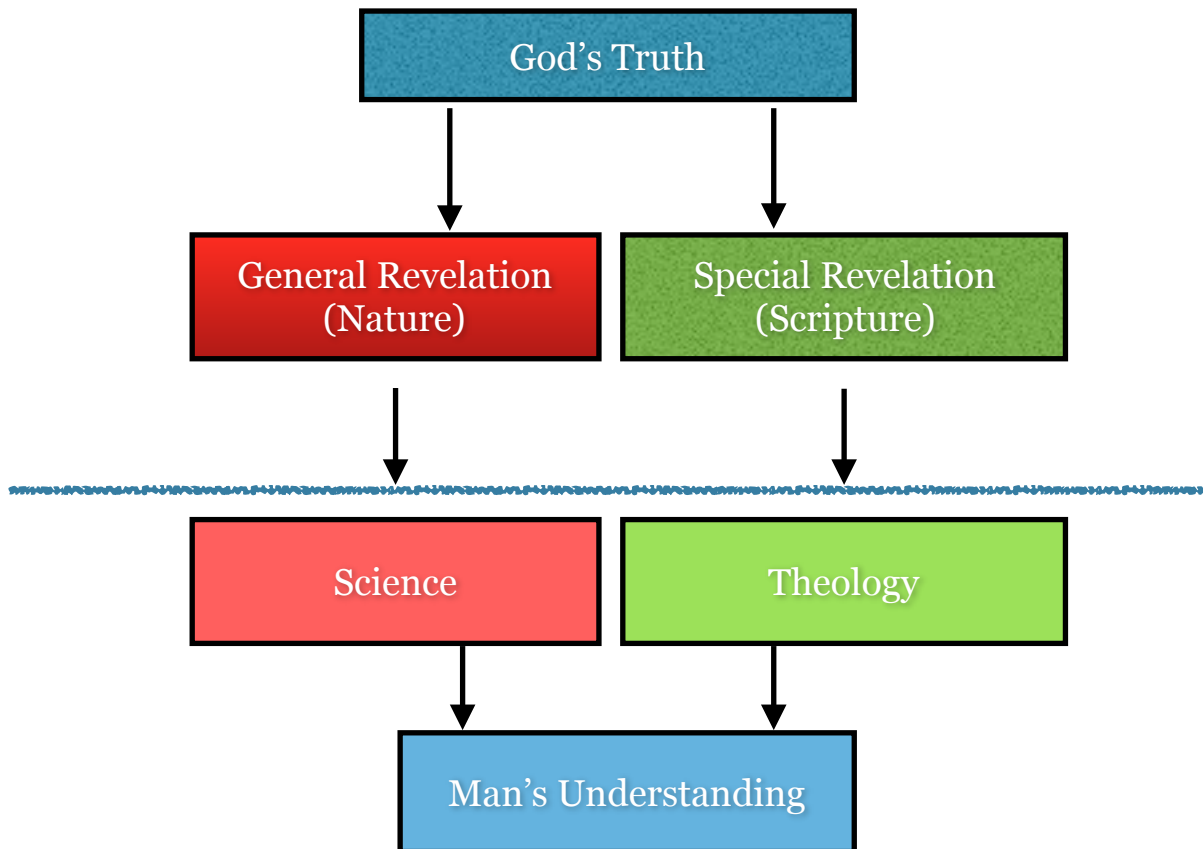 God’s Truth
General Revelation
(Nature)
Special Revelation
(Scripture)
Science
Theology
Man’s Understanding